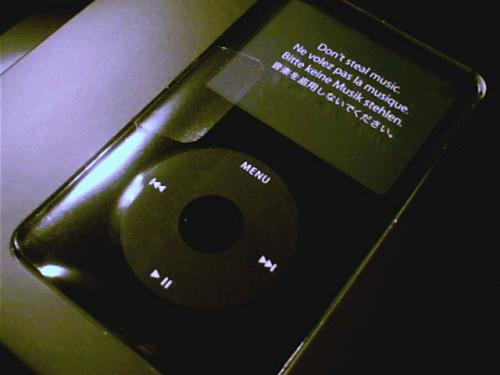 Don't steal music.
Ne volez pas la musique.
Bitte keine Musik stehlen.
音楽を盗用しないでください。
MENU